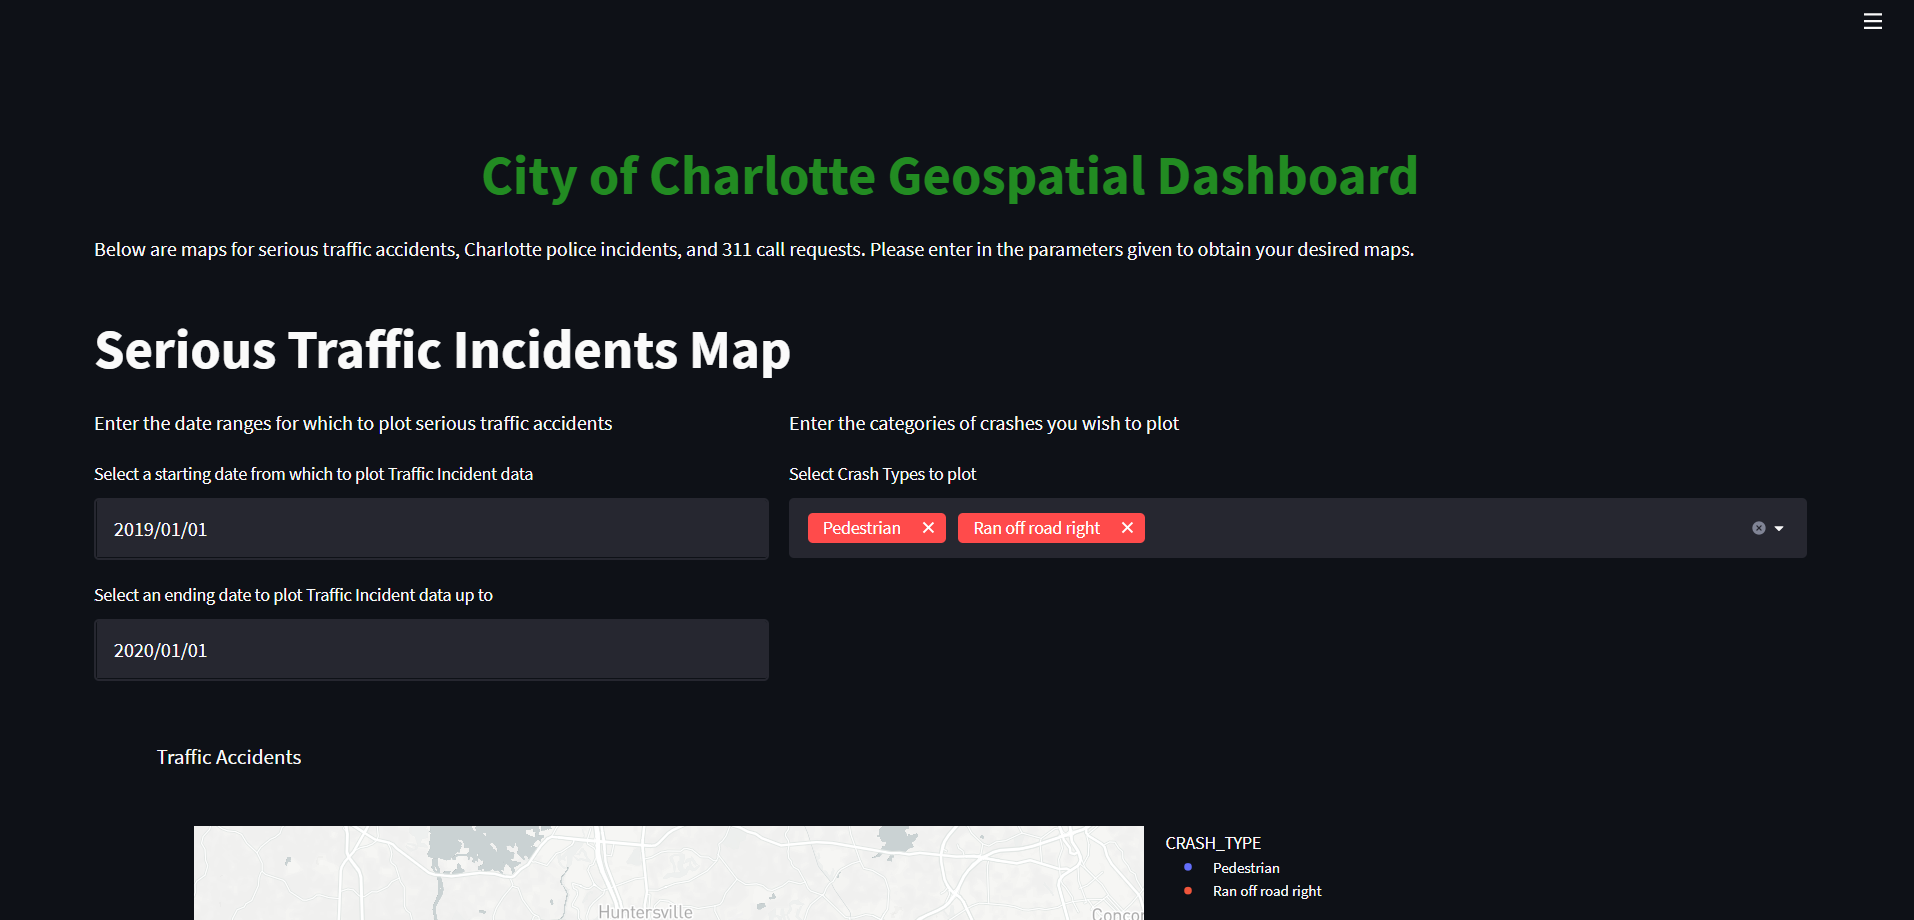 City of Charlotte Geospatial Dashboard
Below are maps for serious traffic accidents, Charlotte police incidents, and 311 call requests. Please enter in the parameters given to obtain your desired maps.
Serious Traffic Incidents Map
Enter the date ranges for which to plot serious traffic accidents
Select a starting date from which to plot Traffic Incident data
2019/01/01
Select an ending date to plot Traffic Incident data up to
2020/01/01
Enter the categories of crashes you wish to plot
Select Crash Types to plot
Pedestrian
Ran off road right
Traffic Accidents
Huntersville
Concor
CRASH_TYPE
Pedestrian
Ran off road right